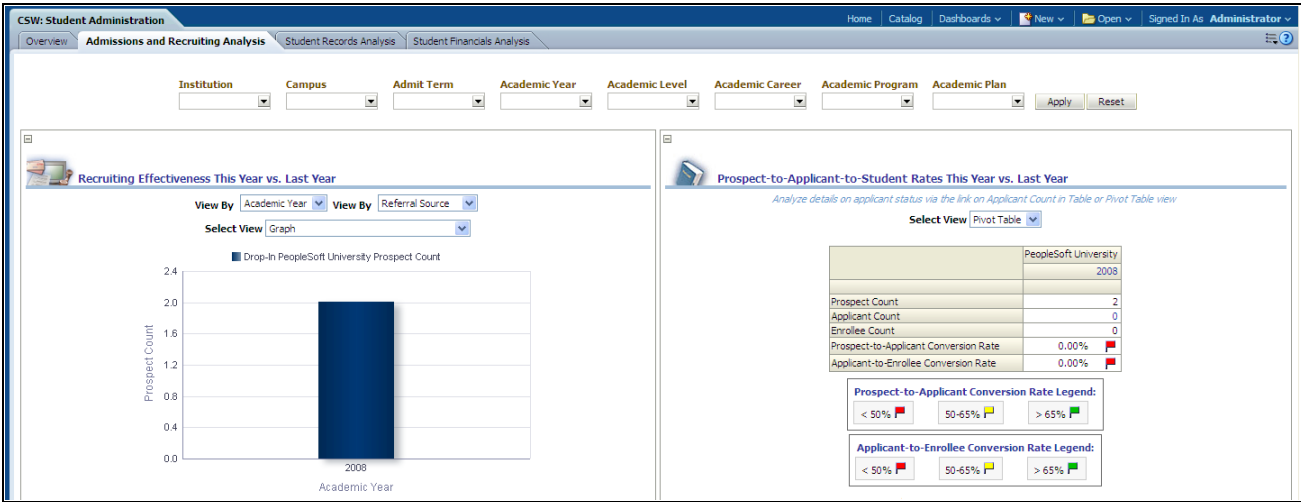 CSW: Student Administration
Home Catalog Dashboards New Open Signed In As Administrator
Overview Admissions and Recruiting Analysis Student Records Analysis Student Financials Analysis
Institution Campus Admit Term Academic Year Academic Level Academic Career Academic Program Academic Plan
Apply Reset
Recruiting Effectiveness This Year vs. Last Year
View By Academic Year View By Referral Source
Select View Graph
Drop-In PeopleSoft University Prospect Count
2.4
2.0
1.6
1.2
0.8
0.4
0.0
Prospect Count
2008
Academic Year
Prospect-to-Applicant-to-Student Rates This Year vs. Last Year
Analyze details on applicant status via the link on Applicant Count in Table or Pivot Table view
Select View Pivot Table
PeopleSoft University
2008
Prospect Count 2
Applicant Count 0
Enrollee Count 0
Prospect-to-Applicant Conversion Rate 0.00%
Applicant-to-Enrollee Conversion Rate 0.00%
Prospect-to-Applicant Conversion Rate Legend:
< 50% 50-65% > 65%
Applicant-to-Enrollee Conversion Rate Legend:
< 50% 50-65% > 65%